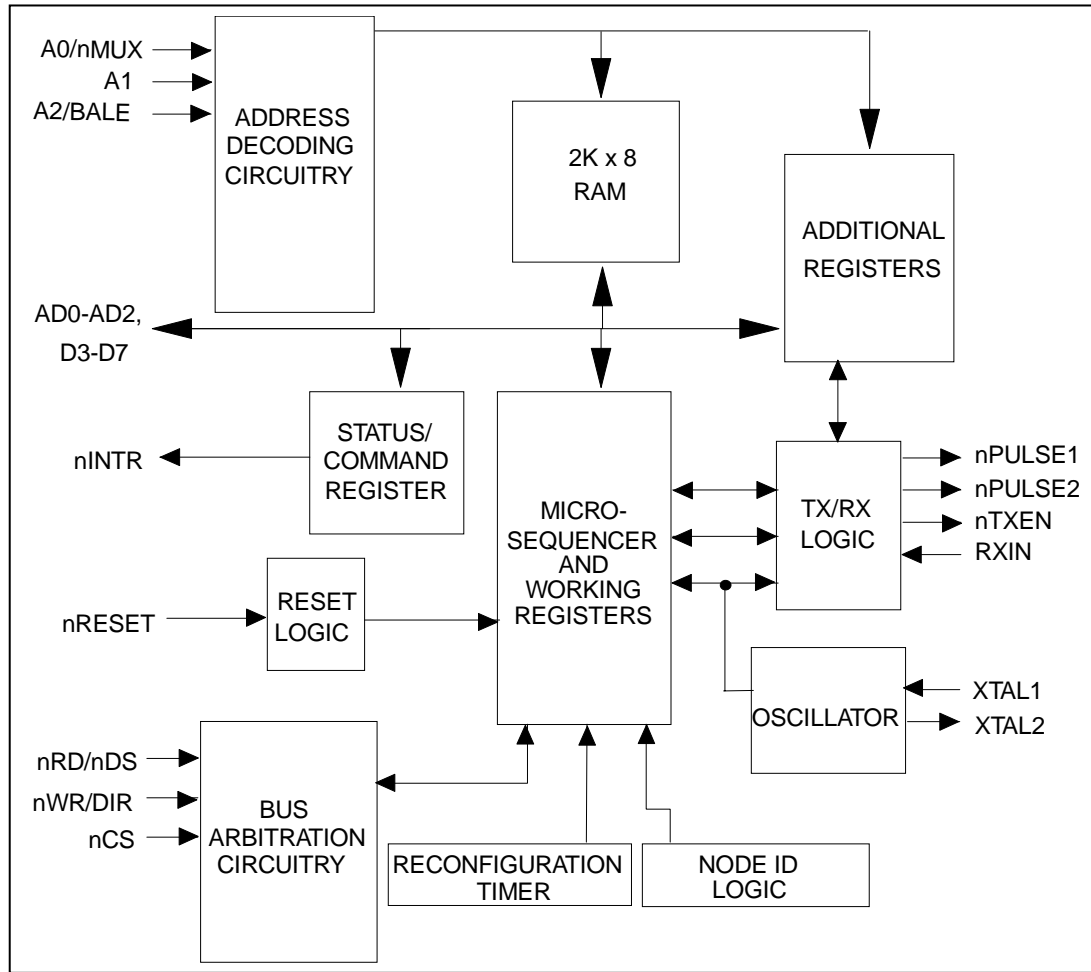 A0/nMUX
A1
A2/BALE
ADDRESS
DECODING
CIRCUITRY
2K x 8
RAM
ADDITIONAL
REGISTERS
AD0-AD2,
D3-D7
nINTR
STATUS/
COMMAND
REGISTER
MICRO-
SEQUENCER
AND
WORKING
REGISTERS
TX/RX
LOGIC
nPULSE1
nPULSE2
nTXEN
RXIN
nRESET
RESET
LOGIC
OSCILLATOR
XTAL1
XTAL2
nRD/nDS
nWR/DIR
nCS
BUS
ARBITRATION
CIRCUITRY
RECONFIGURATION
TIMER
NODE ID
LOGIC